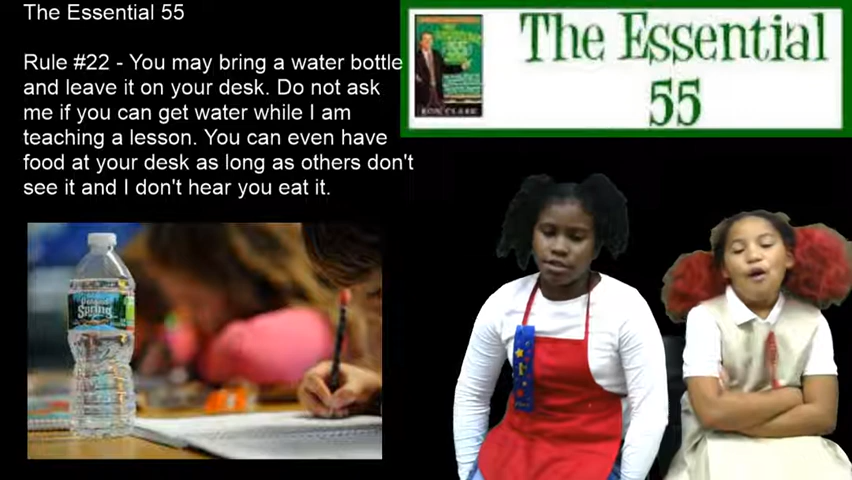 The Essential 55
Rule #22 - You may bring a water bottle
and leave it on your desk. Do not ask
me if you can get water while I am
teaching a lesson. You can even have
food at your desk as long as others don't
see it and I don't hear you eat it.
The Essential
55
RON CLARK
Spring